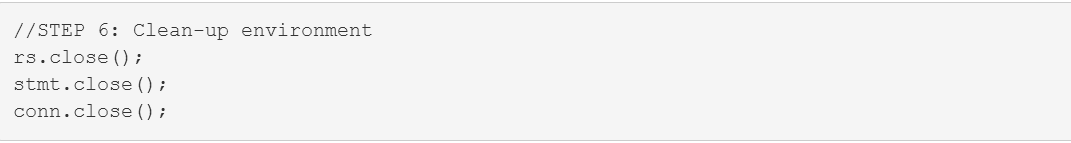 //STEP 6: Clean-up environment
rs.close();
stmt.close();
conn.close();